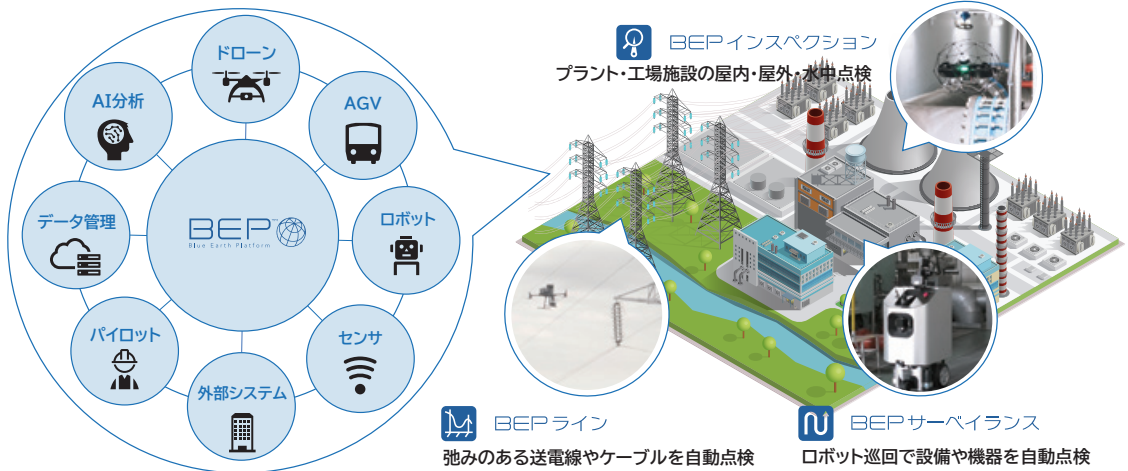 ドローン
AGV
ロボット
センサ
外部システム
パイロット
データ管理
AI分析
BEP
Blue Earth Platform
BEPインスペクション
プラント・工場施設の屋内・屋外・水中点検
BEPライン
弛みのある送電線やケーブルを自動点検
BEPサーベイランス
ロボット巡回で設備や機器を自動点検